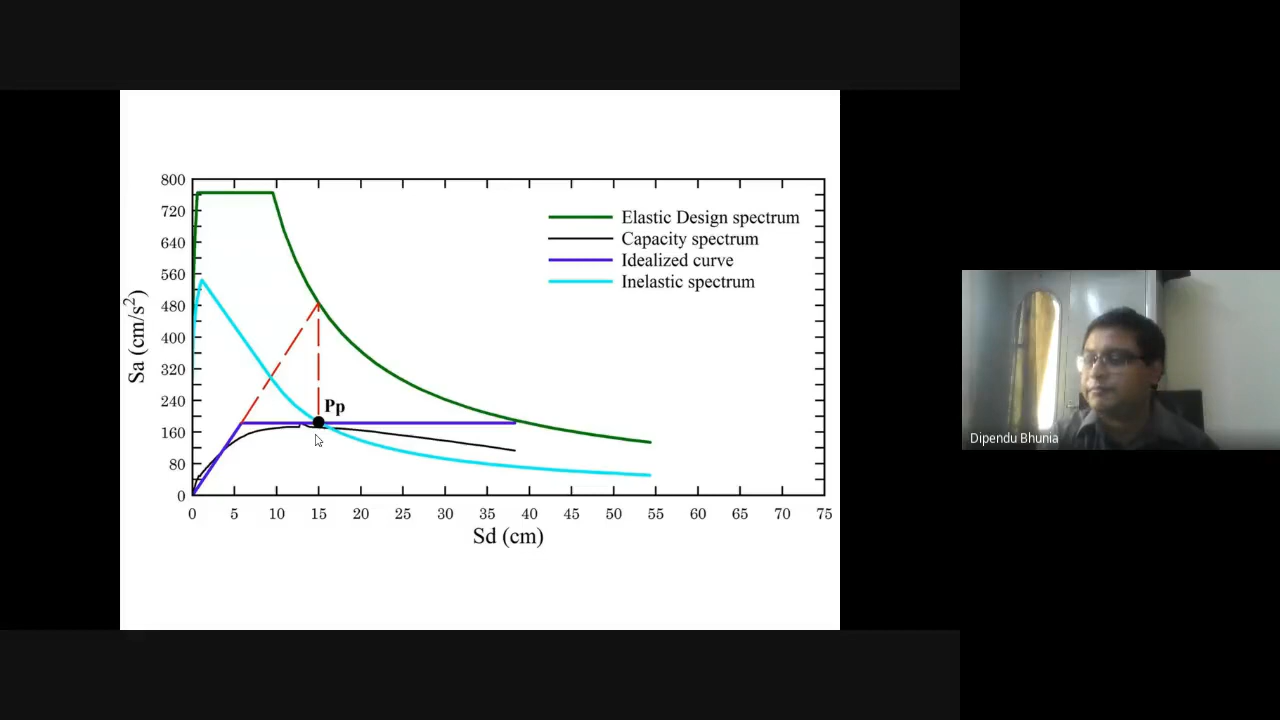 800
720
640
560
480
400
320
240
160
80
0
Sa (cm/s²)
Elastic Design spectrum
Capacity spectrum
Idealized curve
Inelastic spectrum
Pp
0 5 10 15 20 25 30 35 40 45 50 55 60 65 70 75
Sd (cm)
Dipendu Bhunia